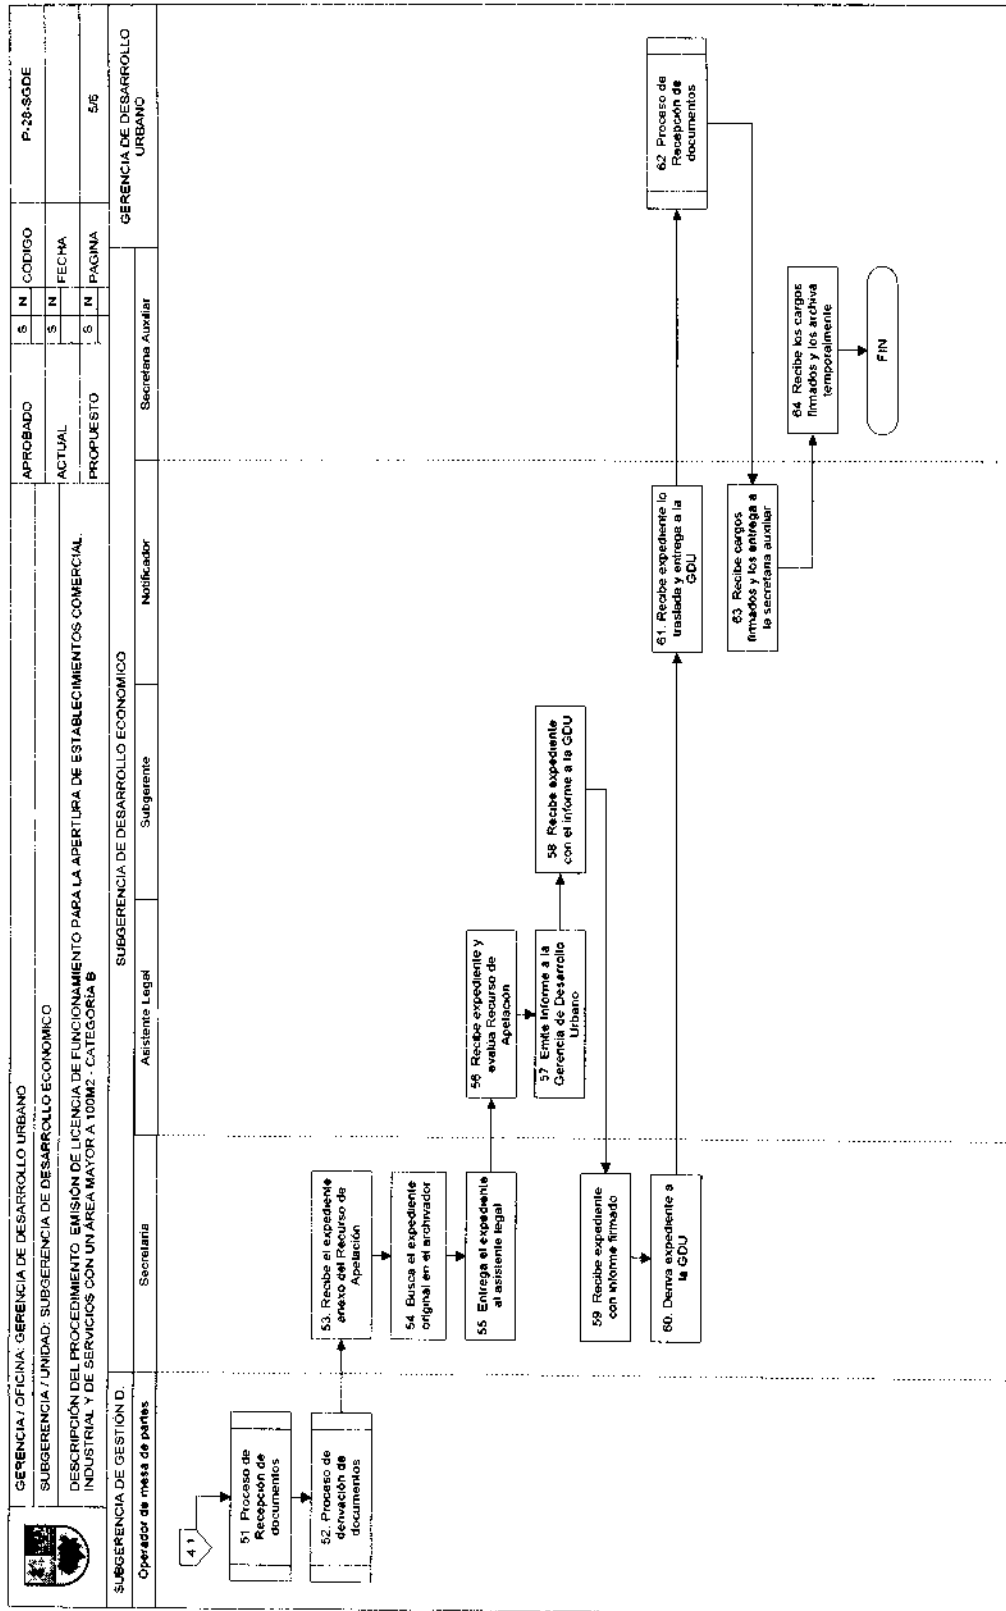 GERENCIA / OFICINA: GERENCIA DE DESARROLLO URBANO
APROBADO
S N
CODIGO
P-28-SGDE
SUBGERENCIA / UNIDAD: SUBGERENCIA DE DESARROLLO ECONOMICO
ACTUAL
S N
FECHA
DESCRIPCIÓN DEL PROCEDIMIENTO EMISIÓN DE LICENCIA DE FUNCIONAMIENTO PARA LA APERTURA DE ESTABLECIMIENTOS COMERCIAL,
INDUSTRIAL Y DE SERVICIOS CON UN ÁREA MAYOR A 100M2 - CATEGORÍA B
PROPUESTO
S N
PAGINA
5/6
SUBGERENCIA DE GESTIÓN D.
SUBGERENCIA DE DESARROLLO ECONOMICO
GERENCIA DE DESARROLLO
URBANO
Operador de mesa de partes
Secretaria
Asistente Legal
Subgerente
Notificador
Secretaria Auxiliar
4.1
51 Proceso de
Recepción de
documentos
52. Proceso de
derivación de
documentos
53. Recibe el expediente
anexo del Recurso de
Apelación
54 Busca el expediente
original en el archivador
55 Entrega el expediente
al asistente legal
56 Recibe expediente y
evalúa Recurso de
Apelación
57 Emite Informe a la
Gerencia de Desarrollo
Urbano
58 Recibe expediente
con el informe a la GDU
59 Recibe expediente
con informe firmado
60. Deriva expediente a
la GDU
61. Recibe expediente lo
traslada y entrega a la
GDU
62 Proceso de
Recepción de
documentos
63 Recibe cargos
firmados y los entrega a
la secretaria auxiliar
64 Recibe los cargos
firmados y los archiva
temporalmente
FIN